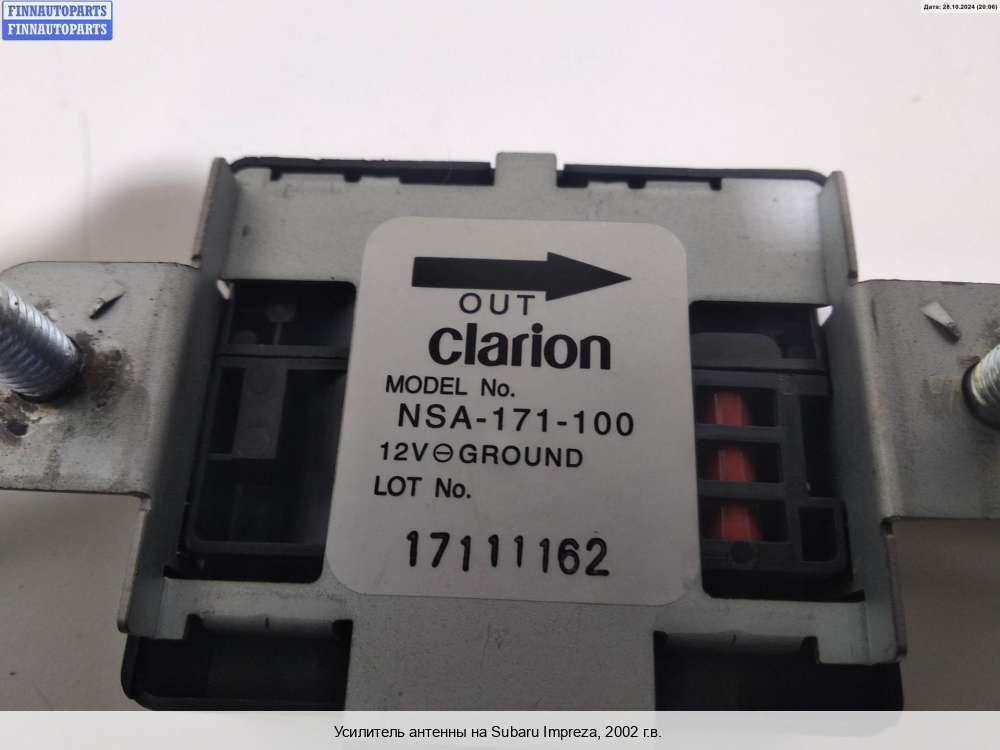 FINNAUTOPARTS
FINNAUTOPARTS
Дата: 28.10.2024 (20:06)
OUT
clarion
MODEL No.
NSA-171-100
12V⊖GROUND
LOT No.
17111162
Усилитель антенны на Subaru Impreza, 2002 г.в.